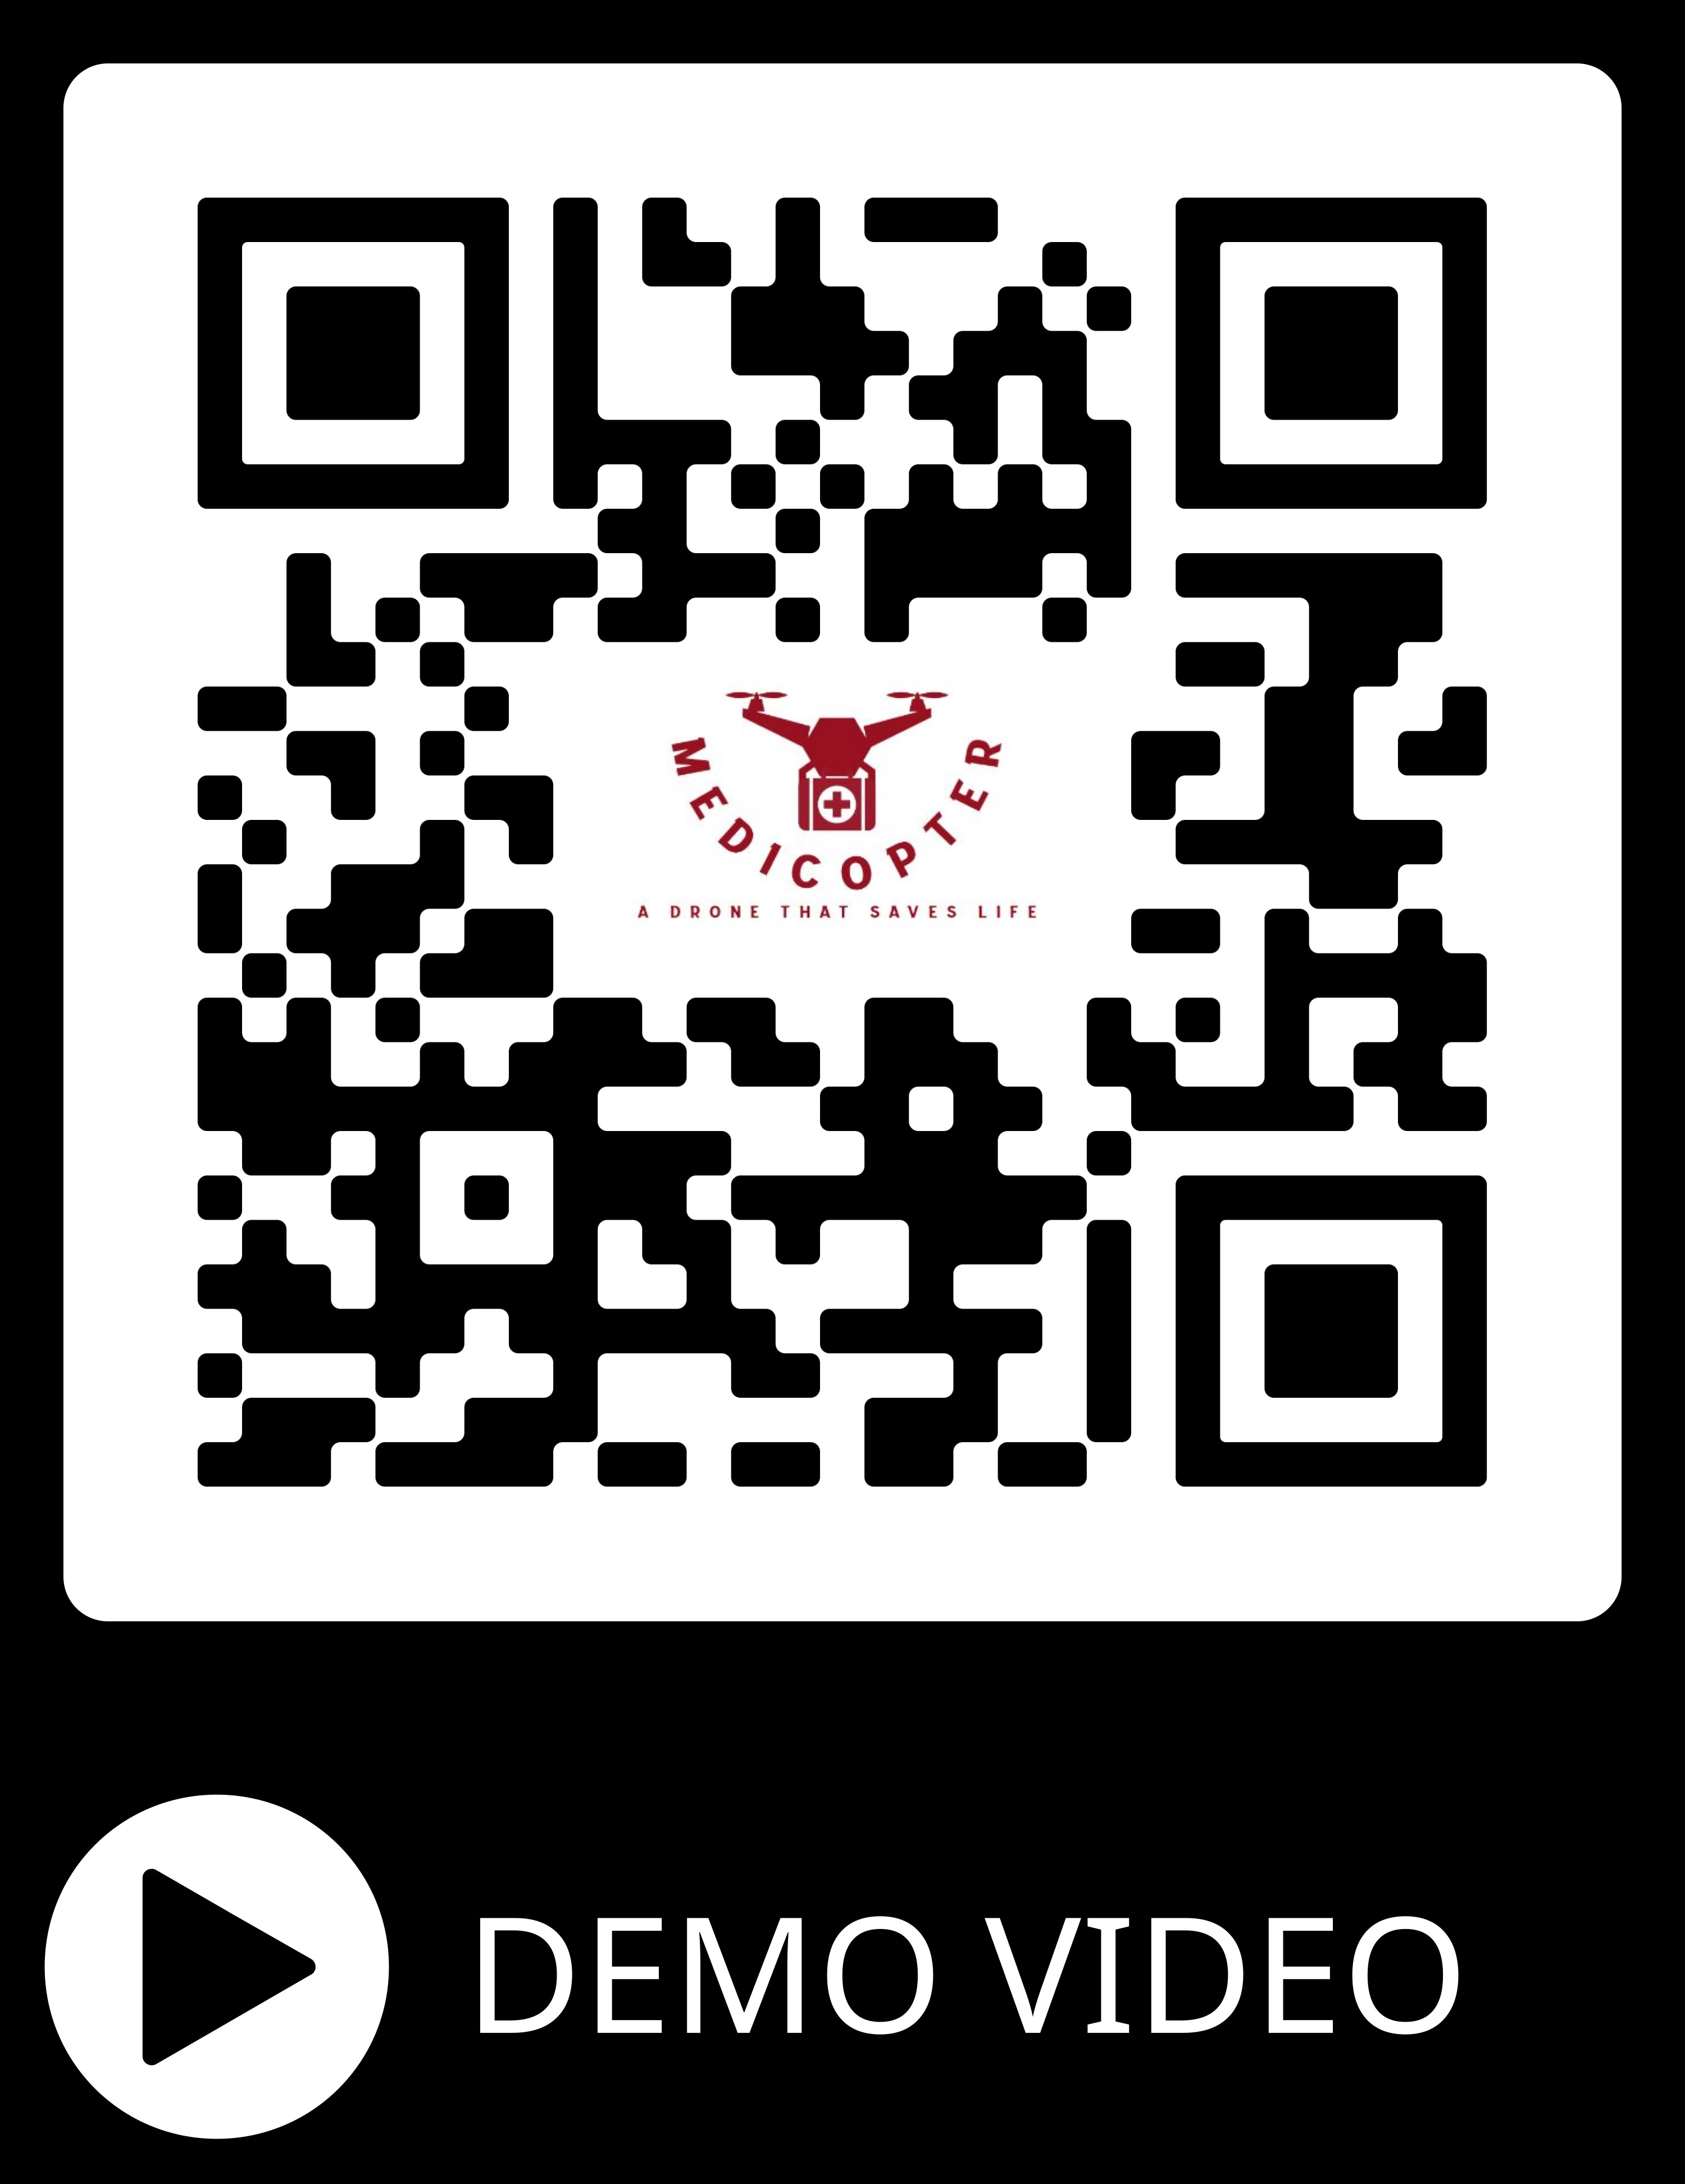 MEDICOPTER
A DRONE THAT SAVES LIFE
DEMO VIDEO